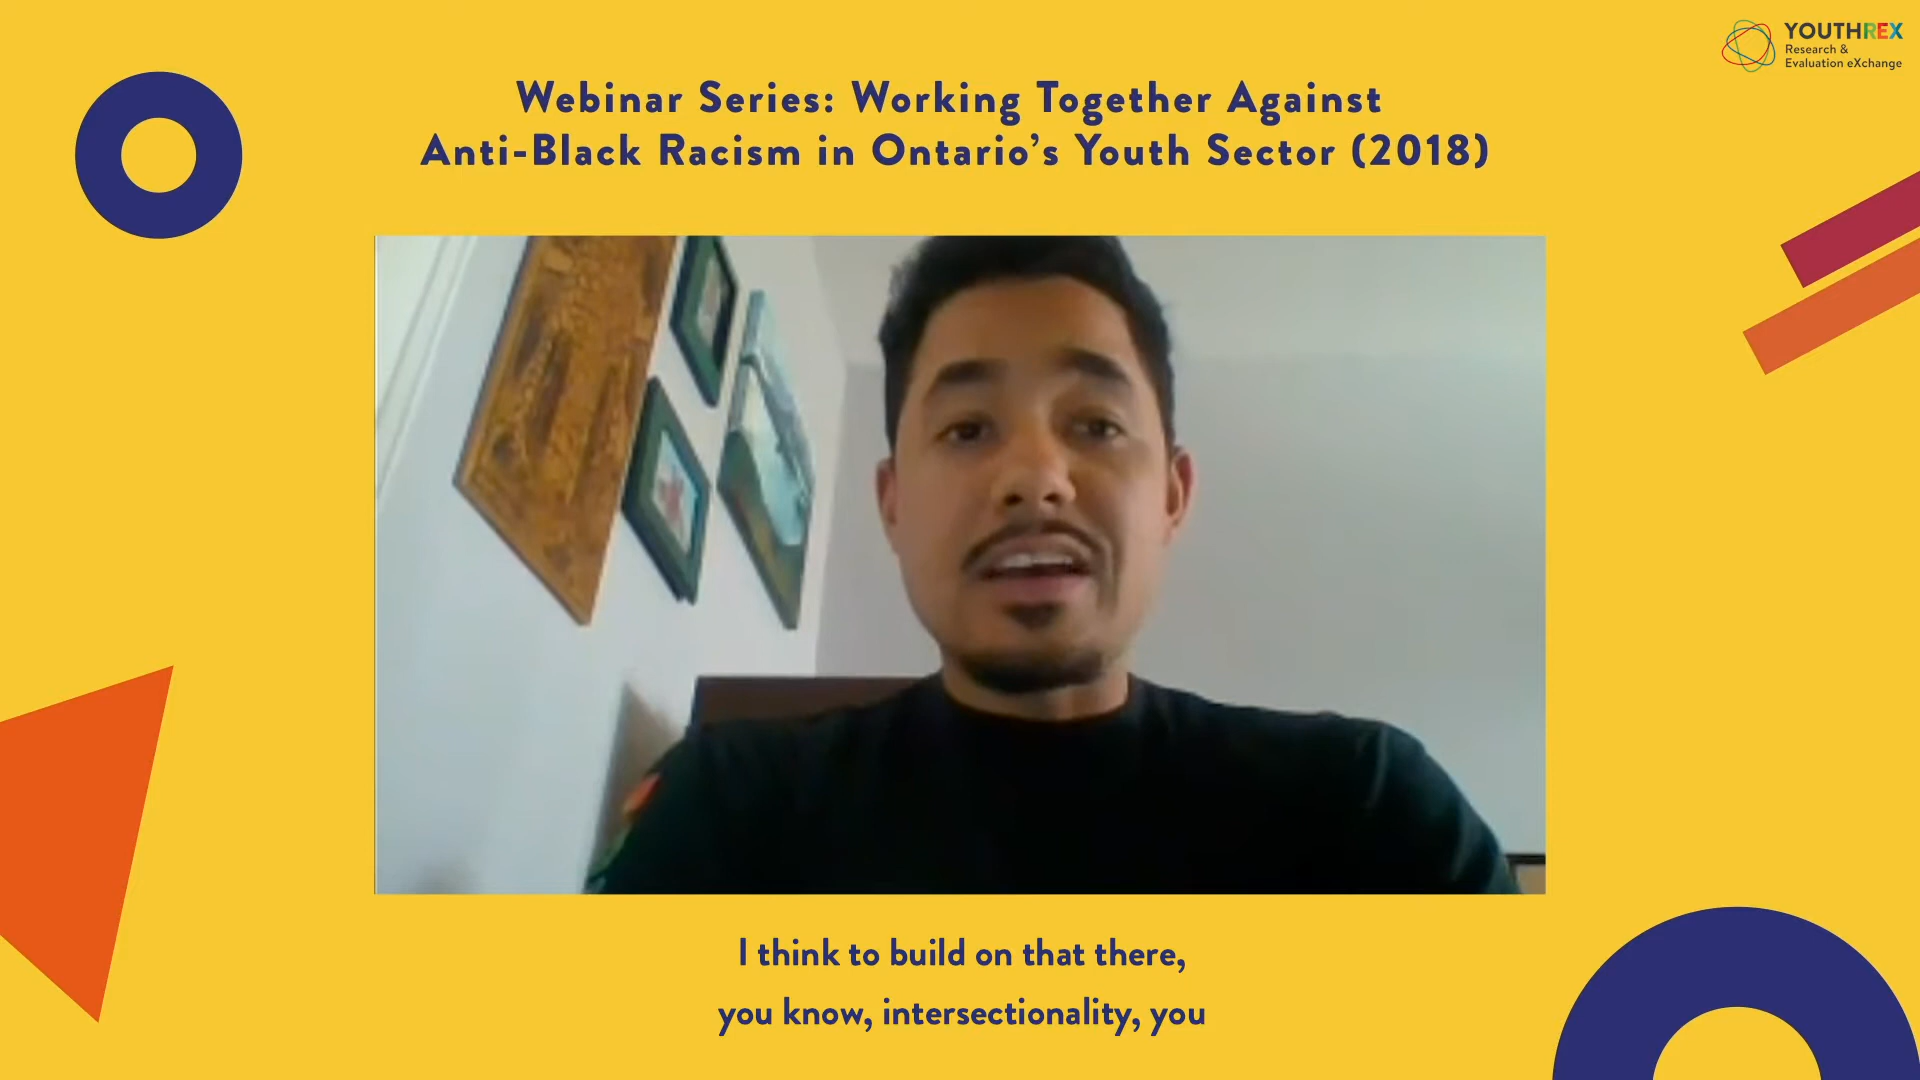 YOUTHREX
Research &
Evaluation eXchange
Webinar Series: Working Together Against
Anti-Black Racism in Ontario’s Youth Sector (2018)
I think to build on that there,
you know, intersectionality, you